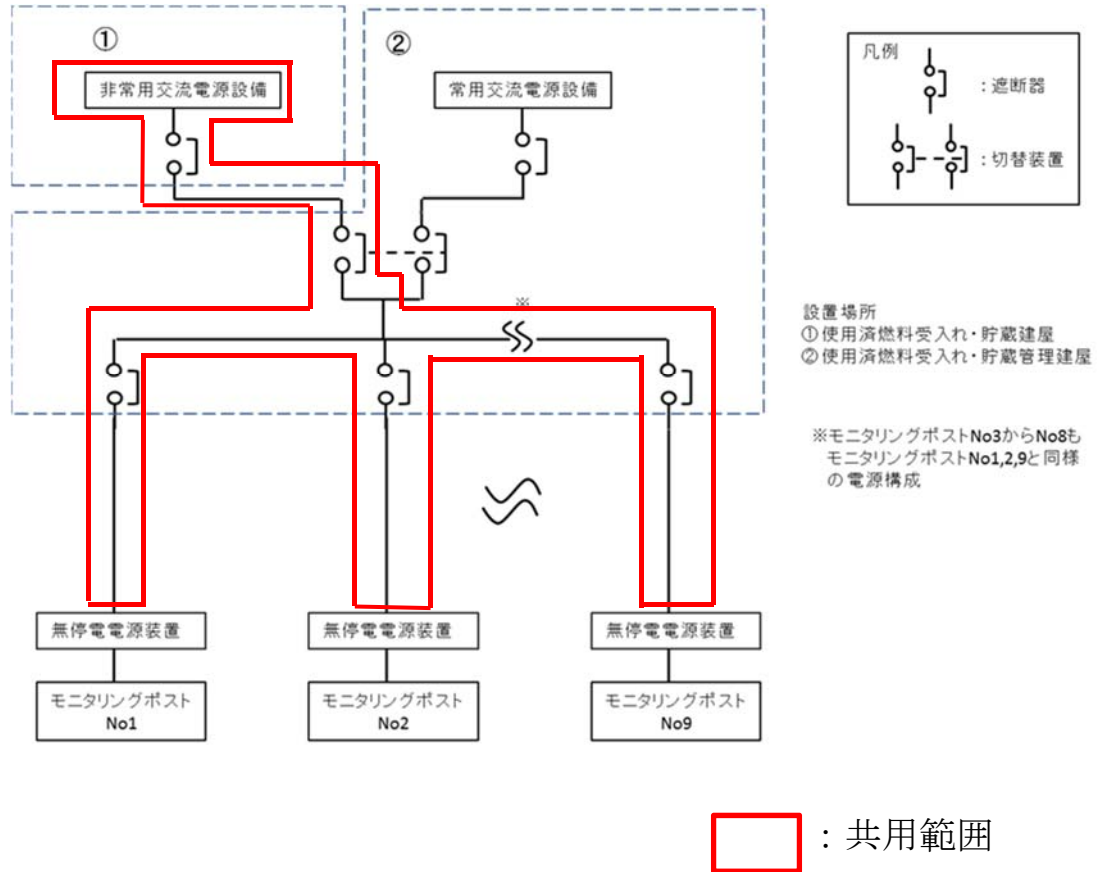 ①
②
非常用交流電源設備
常用交流電源設備
凡例
：遮断器
：切替装置
※
設置場所
①使用済燃料受入れ・貯蔵建屋
②使用済燃料受入れ・貯蔵管理建屋
※モニタリングポストNo3からNo8も
モニタリングポストNo1,2,9と同様
の電源構成
無停電電源装置
無停電電源装置
無停電電源装置
モニタリングポスト
No1
モニタリングポスト
No2
モニタリングポスト
No9
：共用範囲